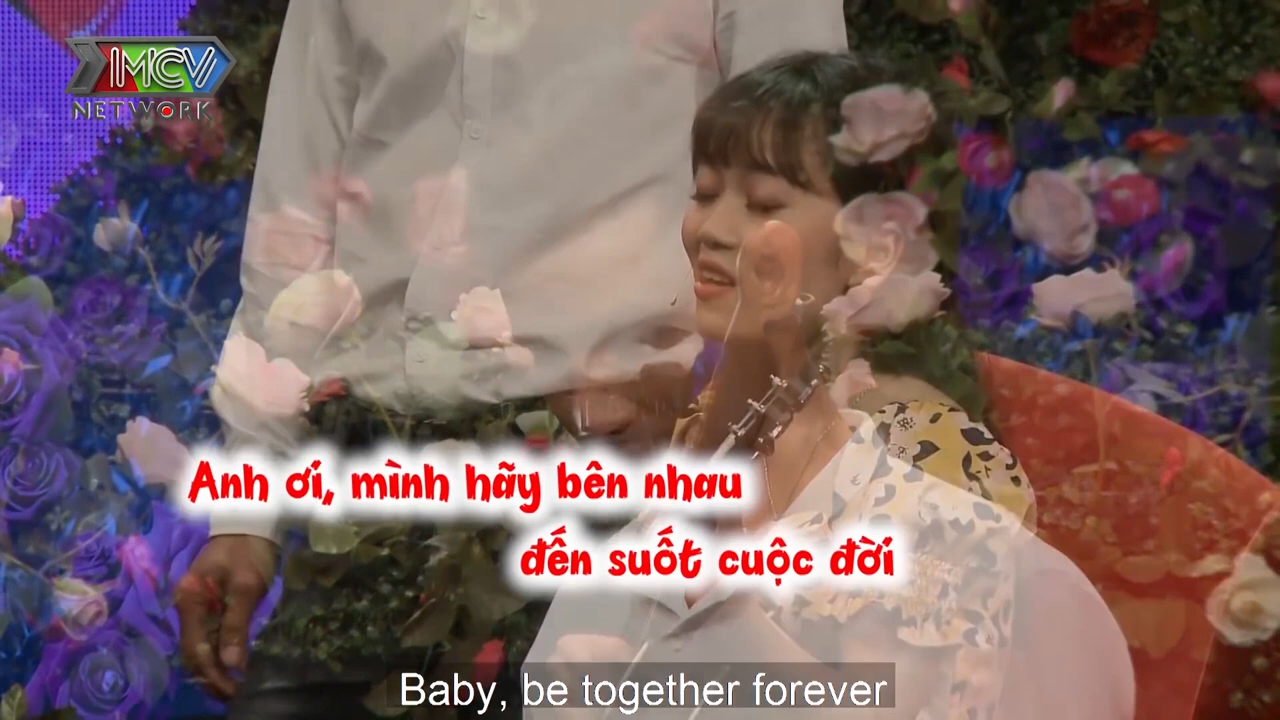 MCV
NETWORK
Anh ơi, mình hãy bên nhau
đến suốt cuộc đời
Baby, be together forever